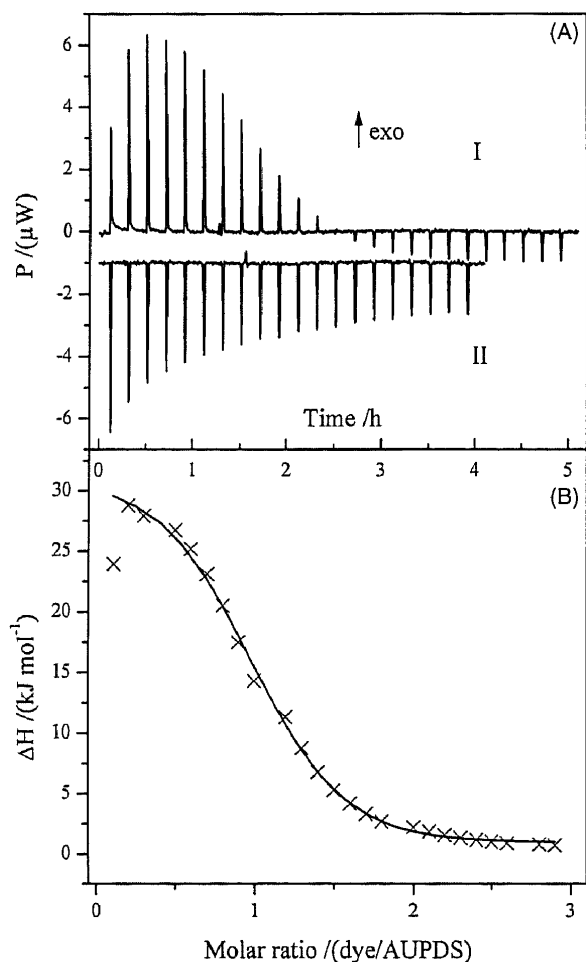 (A)
6
4
2
0
-2
-4
-6
P /(µW)
exo
I
II
Time /h
0 1 2 3 4 5
(B)
30
25
20
15
10
5
0
ΔH /(kJ mol⁻¹)
0 1 2 3
Molar ratio /(dye/AUPDS)